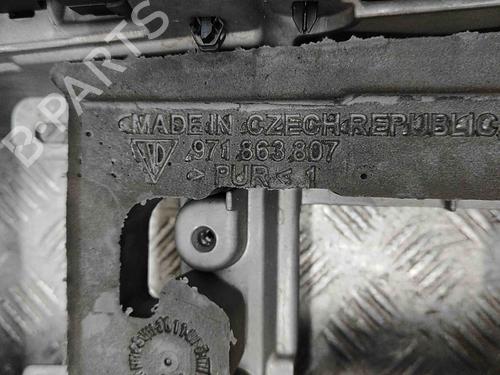 B-PARTS
MADE IN CZECH REPUBLIC
971 863 807
> PUR < 1